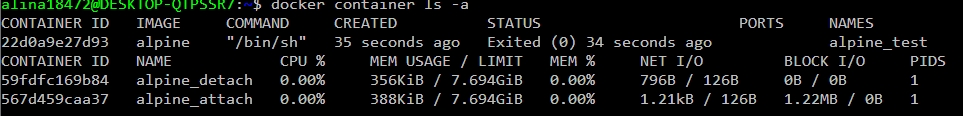 alina18472@DESKTOP-QTPSSR7:~$ docker container ls -a
CONTAINER ID   IMAGE     COMMAND     CREATED          STATUS                      PORTS     NAMES
22d0a9e27d93   alpine    "/bin/sh"   35 seconds ago   Exited (0) 34 seconds ago             alpine_test
CONTAINER ID   NAME            CPU %     MEM USAGE / LIMIT   MEM %     NET I/O         BLOCK I/O     PIDS
59fdfc169b84   alpine_detach   0.00%     356KiB / 7.694GiB   0.00%     796B / 126B     0B / 0B       1
567d459caa37   alpine_attach   0.00%     388KiB / 7.694GiB   0.00%     1.21kB / 126B   1.22MB / 0B   1